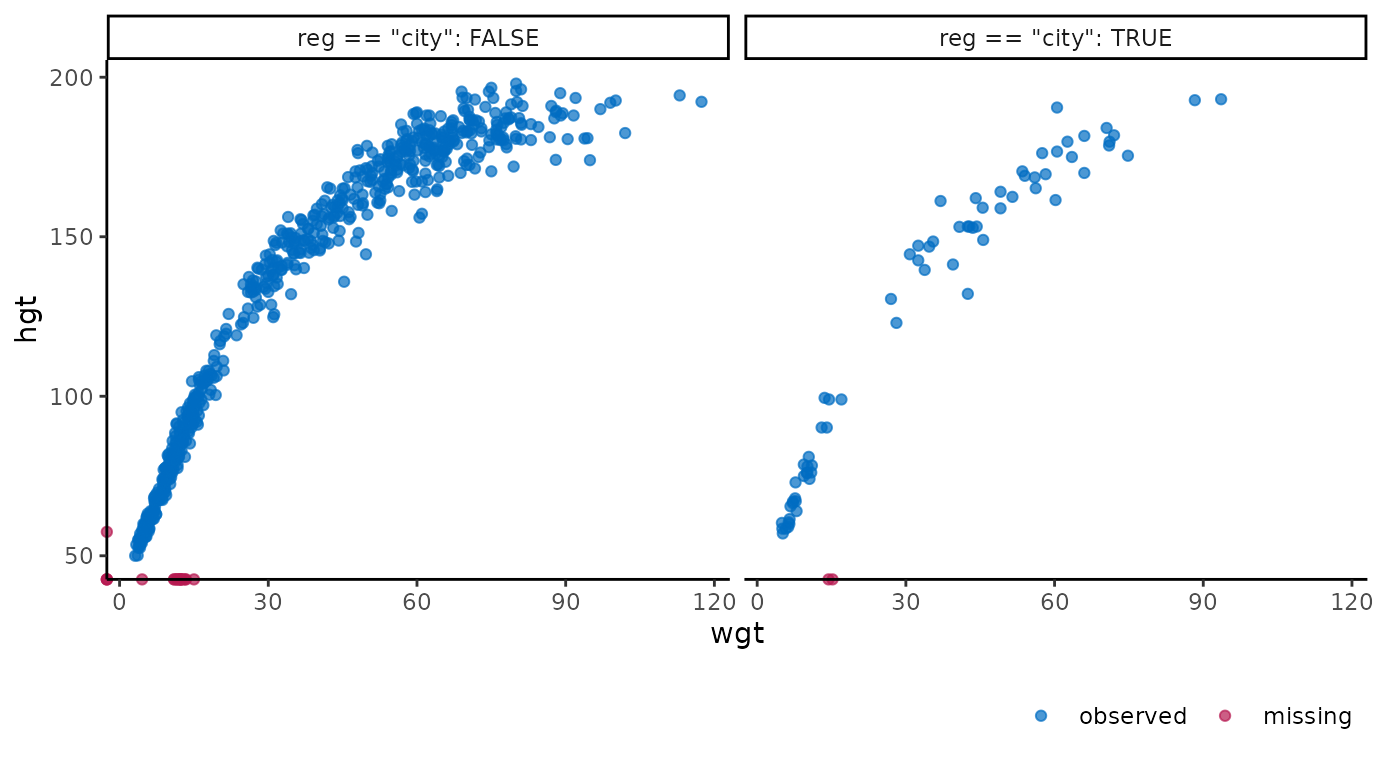 reg == "city": FALSE
reg == "city": TRUE
200
150
100
50
hgt
0 30 60 90 120
0 30 60 90 120
wgt
observed missing